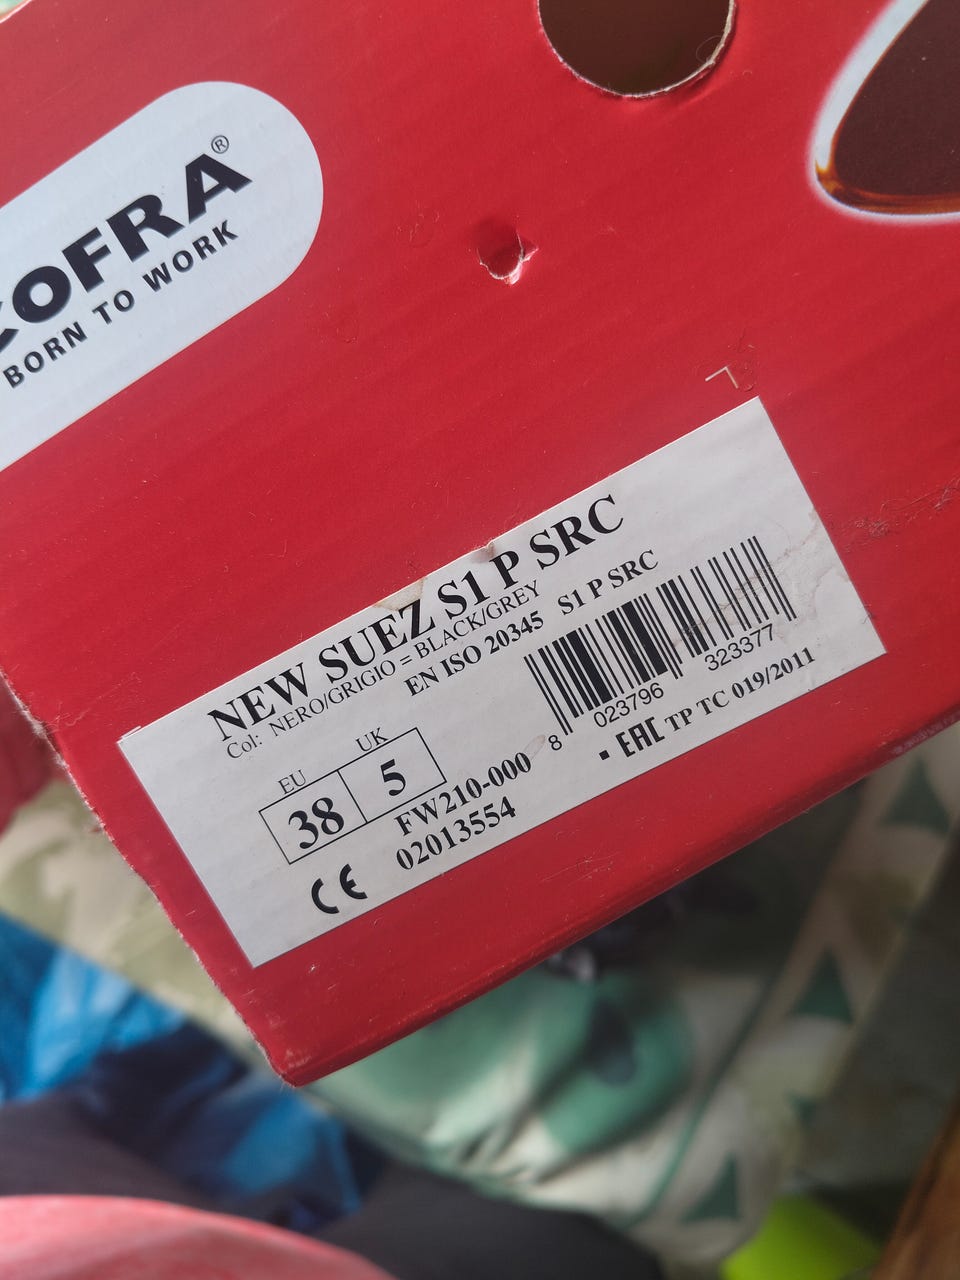 COFRA®
BORN TO WORK
NEW SUEZ S1 P SRC
Col: NERO/GRIGIO = BLACK/GREY
EN ISO 20345 S1 P SRC
EU UK
38 5
8 023796 323377
FW210-000
▪ EAC TP TC 019/2011
02013554
CE